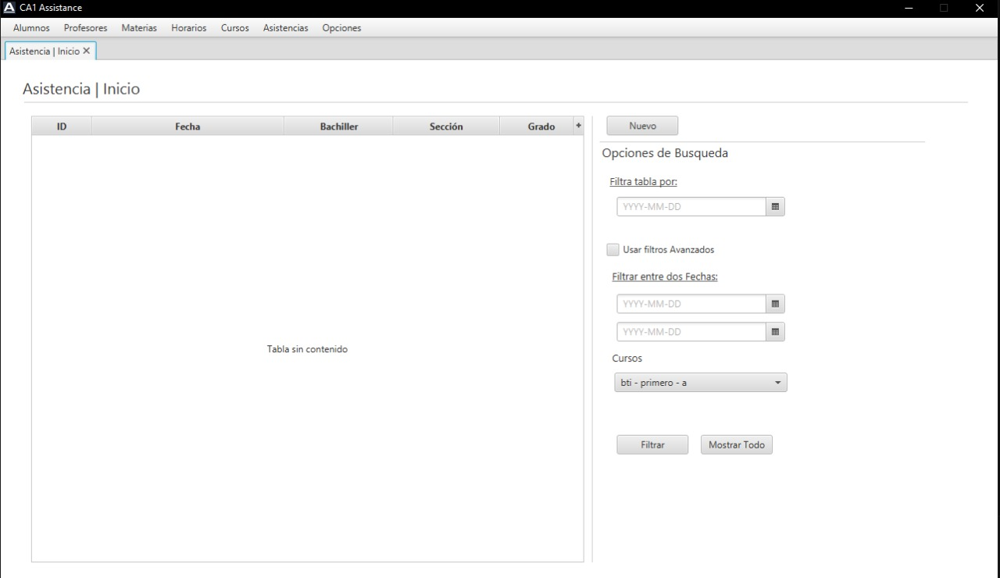 CA1 Assistance
Alumnos Profesores Materias Horarios Cursos Asistencias Opciones
Asistencia | Inicio
Asistencia | Inicio
ID Fecha Bachiller Sección Grado +
Tabla sin contenido
Nuevo
Opciones de Busqueda
Filtra tabla por:
YYYY-MM-DD
Usar filtros Avanzados
Filtrar entre dos Fechas:
YYYY-MM-DD
YYYY-MM-DD
Cursos
bti - primero - a
Filtrar Mostrar Todo